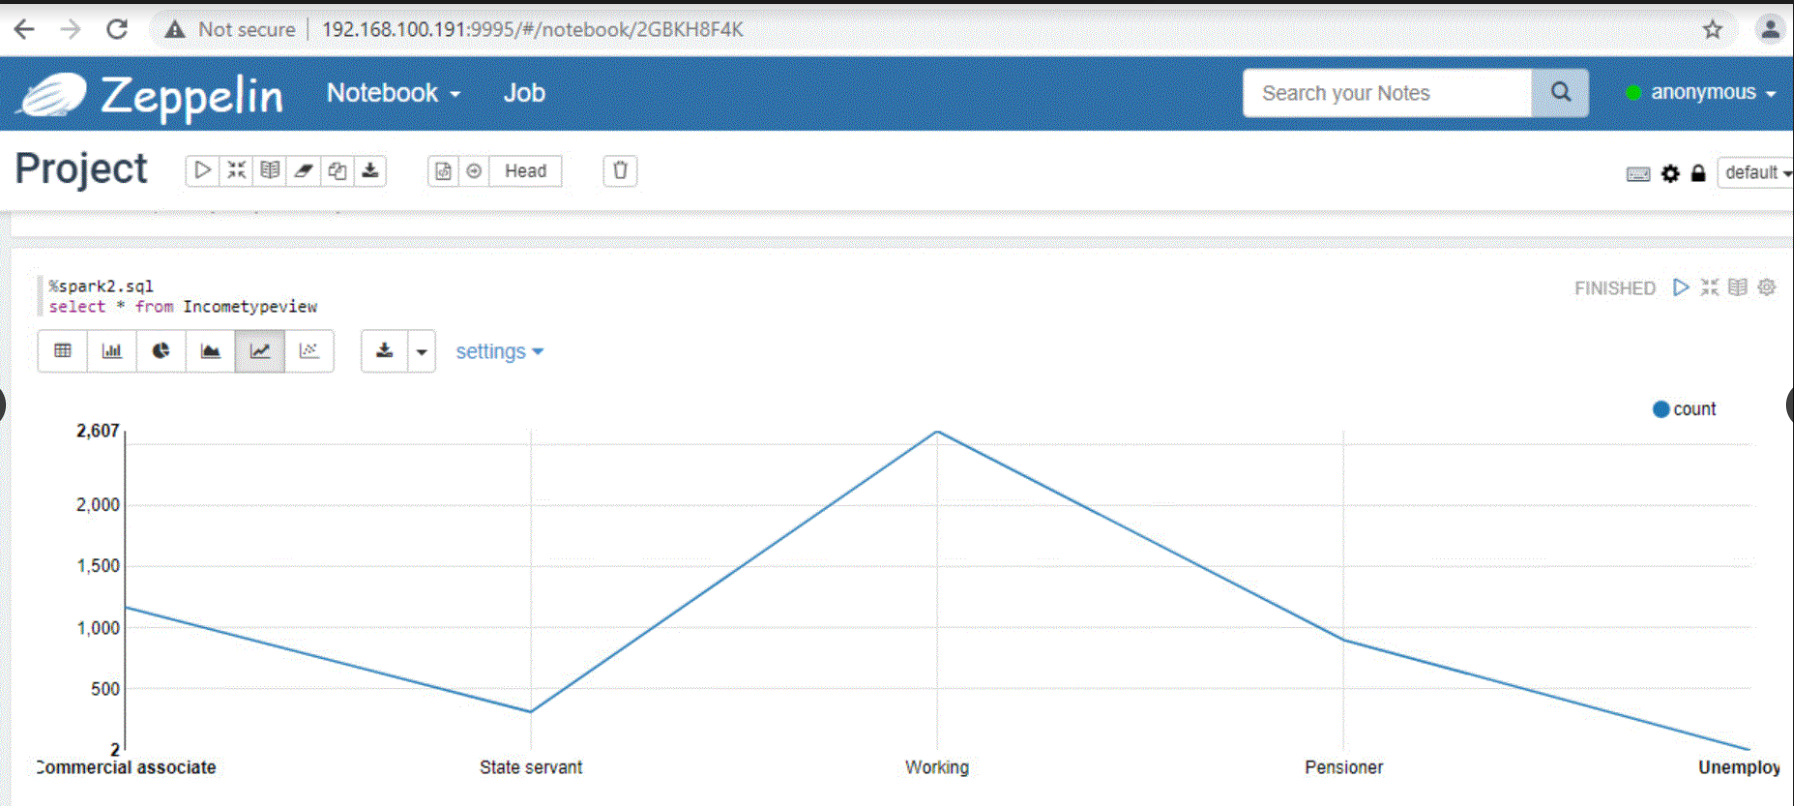 Not secure 192.168.100.191:9995/#/notebook/2GBKH8F4K
Zeppelin Notebook Job Search your Notes anonymous
Project Head default
%spark2.sql
select * from Incometypeview
FINISHED
settings
count
2,607
2,000
1,500
1,000
500
2
Commercial associate State servant Working Pensioner Unemploy